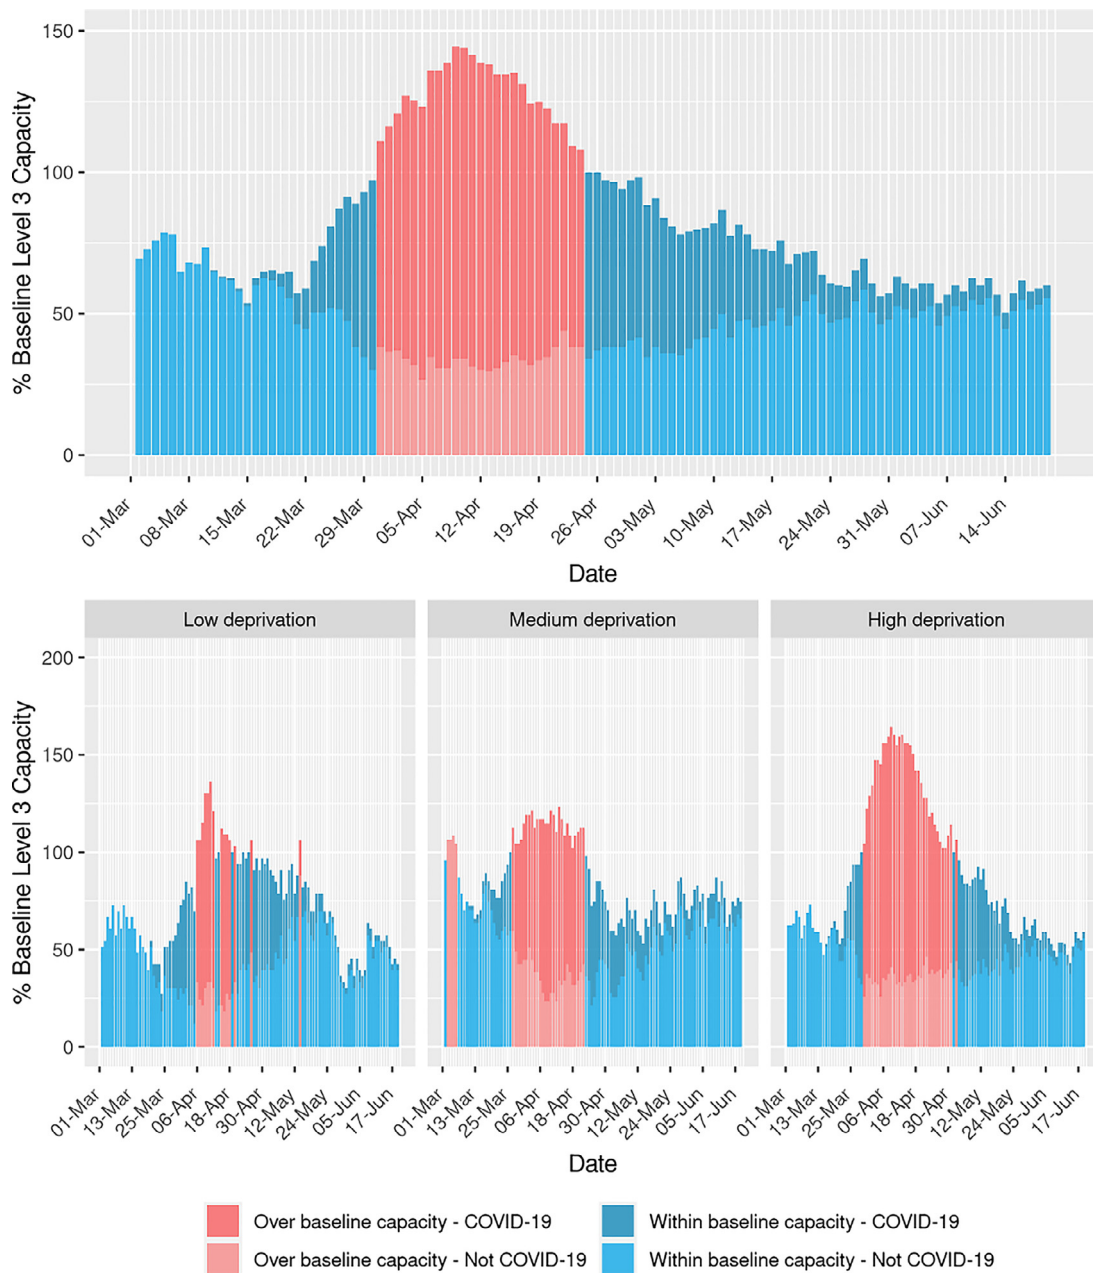 % Baseline Level 3 Capacity
150
100
50
0
01-Mar
08-Mar
15-Mar
22-Mar
29-Mar
05-Apr
12-Apr
19-Apr
26-Apr
03-May
10-May
17-May
24-May
31-May
07-Jun
14-Jun
Date
Low deprivation
Medium deprivation
High deprivation
% Baseline Level 3 Capacity
200
150
100
50
0
01-Mar
13-Mar
25-Mar
06-Apr
18-Apr
30-Apr
12-May
24-May
05-Jun
17-Jun
01-Mar
13-Mar
25-Mar
06-Apr
18-Apr
30-Apr
12-May
24-May
05-Jun
17-Jun
01-Mar
13-Mar
25-Mar
06-Apr
18-Apr
30-Apr
12-May
24-May
05-Jun
17-Jun
Date
Over baseline capacity - COVID-19
Within baseline capacity - COVID-19
Over baseline capacity - Not COVID-19
Within baseline capacity - Not COVID-19